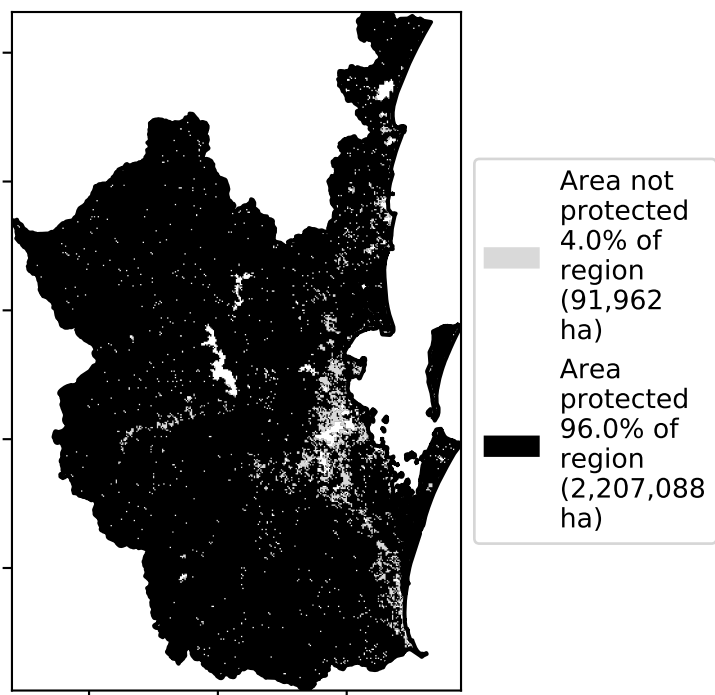 Area not
protected
4.0% of
region
(91,962
ha)
Area
protected
96.0% of
region
(2,207,088
ha)